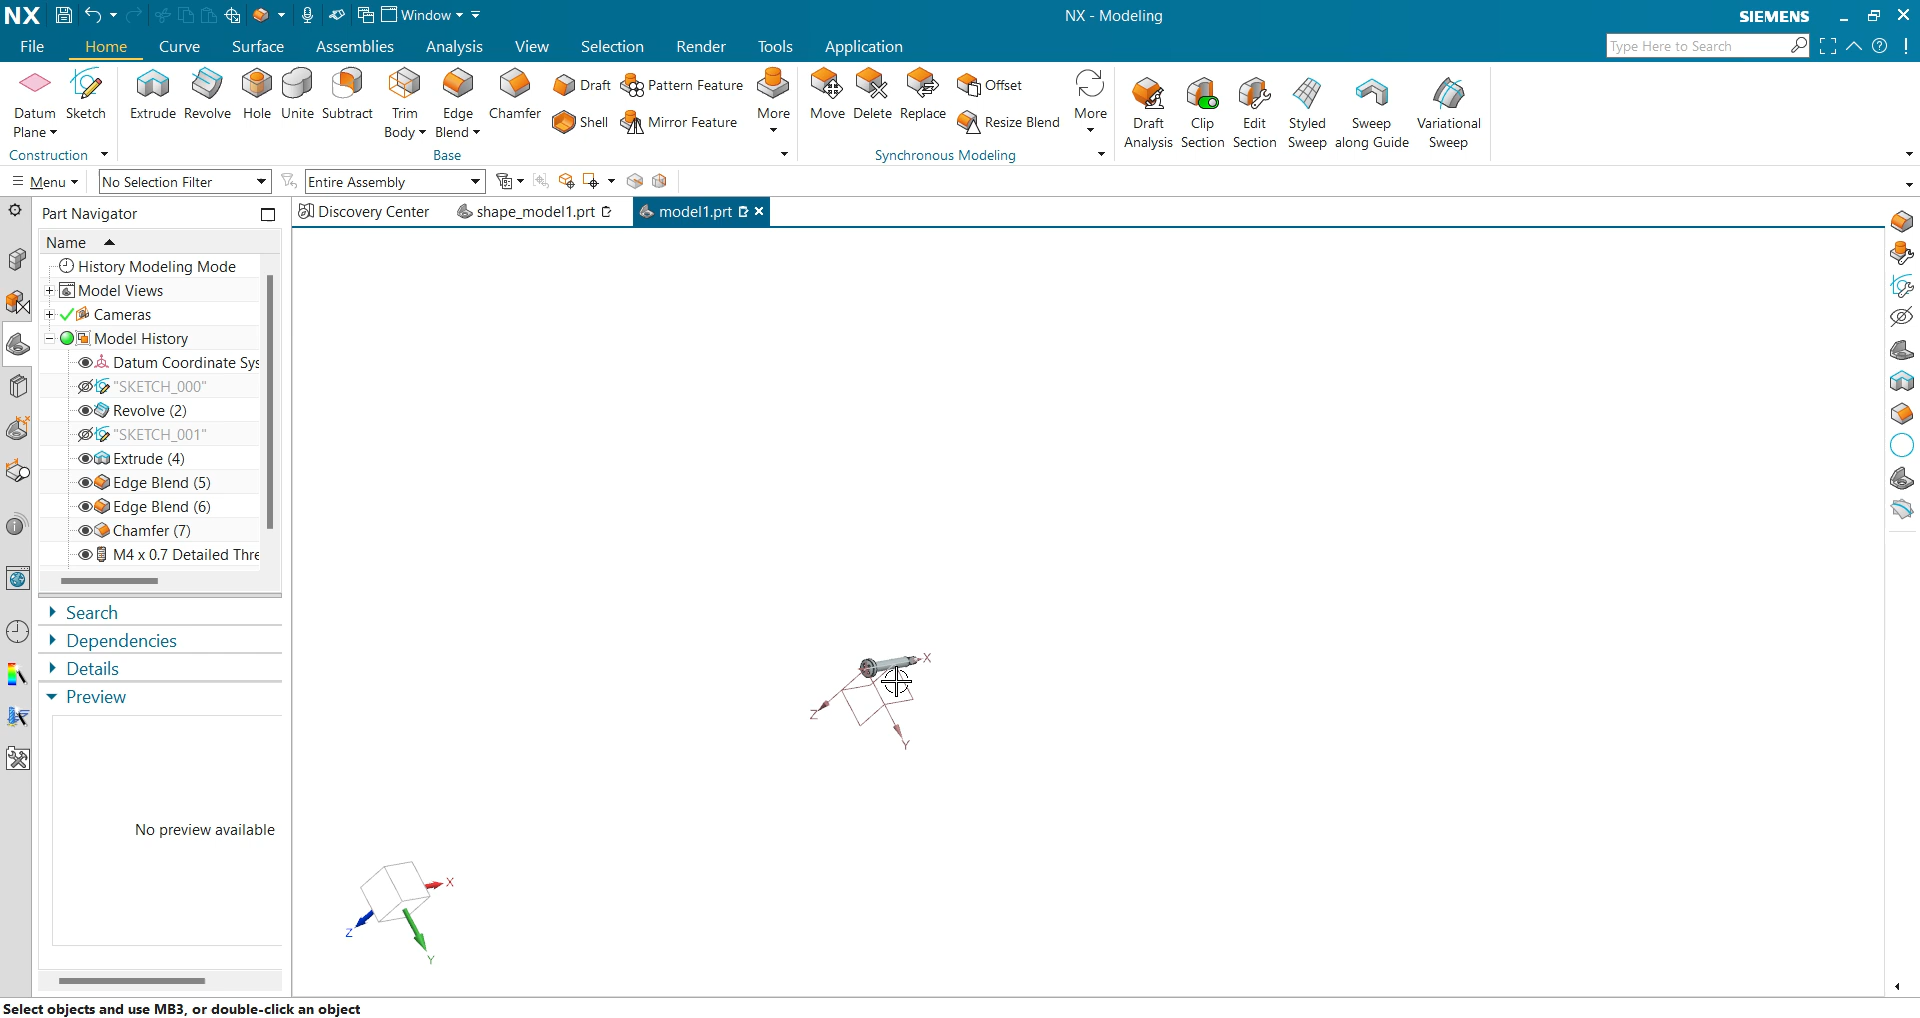 NX Window NX - Modeling SIEMENS
File Home Curve Surface Assemblies Analysis View Selection Render Tools Application Type Here to Search
Datum Plane Sketch Extrude Revolve Hole Unite Subtract Trim Body Edge Blend Chamfer Draft Shell Pattern Feature Mirror Feature More Move Delete Replace Offset Resize Blend More Draft Analysis Clip Section Edit Section Styled Sweep Sweep along Guide Variational Sweep
Construction Base Synchronous Modeling
Menu No Selection Filter Entire Assembly
Part Navigator Discovery Center shape_model1.prt model1.prt
Name
History Modeling Mode
Model Views
Cameras
Model History
Datum Coordinate Sys
"SKETCH_000"
Revolve (2)
"SKETCH_001"
Extrude (4)
Edge Blend (5)
Edge Blend (6)
Chamfer (7)
M4 x 0.7 Detailed Thre
Search
Dependencies
Details
Preview
No preview available
X
Z
Y
X
Z
Y
Select objects and use MB3, or double-click an object